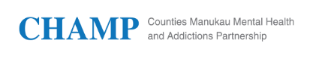 CHAMP
Counties Manukau Mental Health
and Addictions Partnership